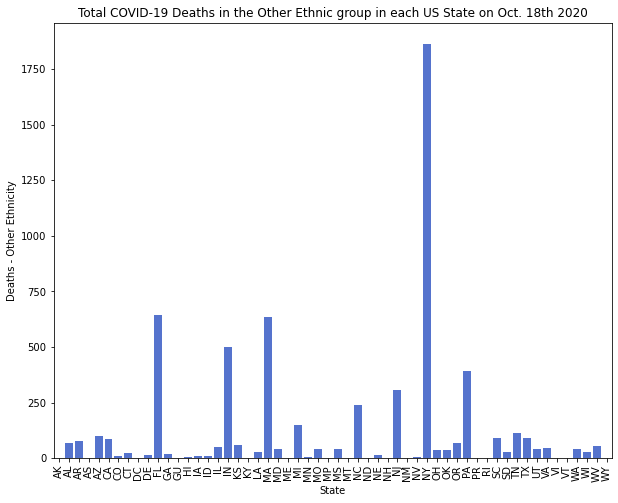 Total COVID-19 Deaths in the Other Ethnic group in each US State on Oct. 18th 2020
Deaths - Other Ethnicity
1750
1500
1250
1000
750
500
250
0
AK AL AR AS AZ CA CO CT DC DE FL GA GU HI IA ID IL IN KS KY LA MA MD ME MI MN MO MP MS MT NC ND NE NH NJ NM NV NY OH OK OR PA PR RI SC SD TN TX UT VA VI VT WA WI WV WY
State